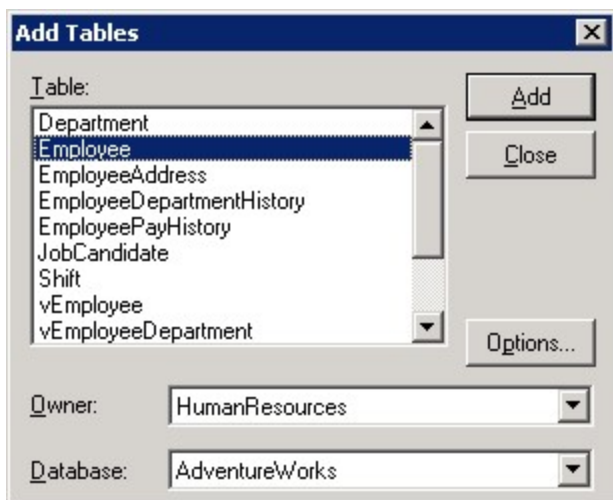 Add Tables
Table:
Add
Department
Employee
Close
EmployeeAddress
EmployeeDepartmentHistory
EmployeePayHistory
JobCandidate
Shift
vEmployee
vEmployeeDepartment
Options...
Owner:
HumanResources
Database:
AdventureWorks